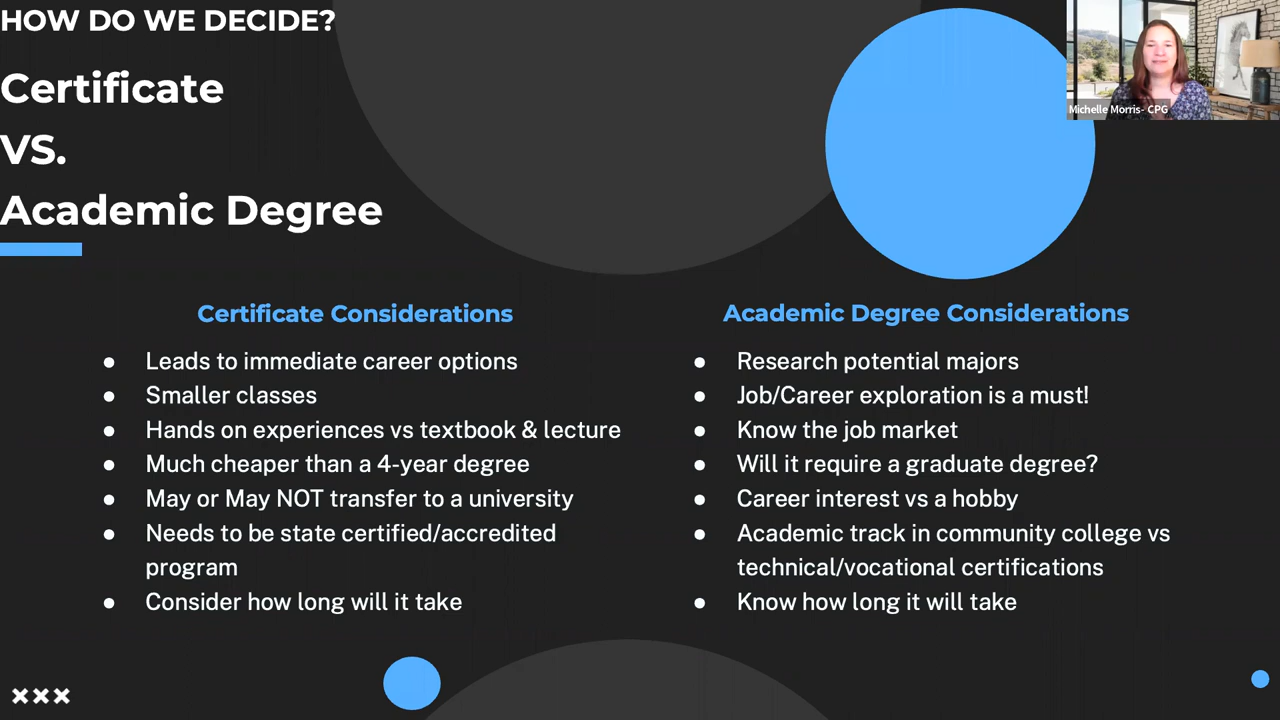 HOW DO WE DECIDE?
Certificate
VS.
Academic Degree
Michelle Morris- CPG
Certificate Considerations
● Leads to immediate career options
● Smaller classes
● Hands on experiences vs textbook & lecture
● Much cheaper than a 4-year degree
● May or May NOT transfer to a university
● Needs to be state certified/accredited
program
● Consider how long will it take
Academic Degree Considerations
● Research potential majors
● Job/Career exploration is a must!
● Know the job market
● Will it require a graduate degree?
● Career interest vs a hobby
● Academic track in community college vs
technical/vocational certifications
● Know how long it will take